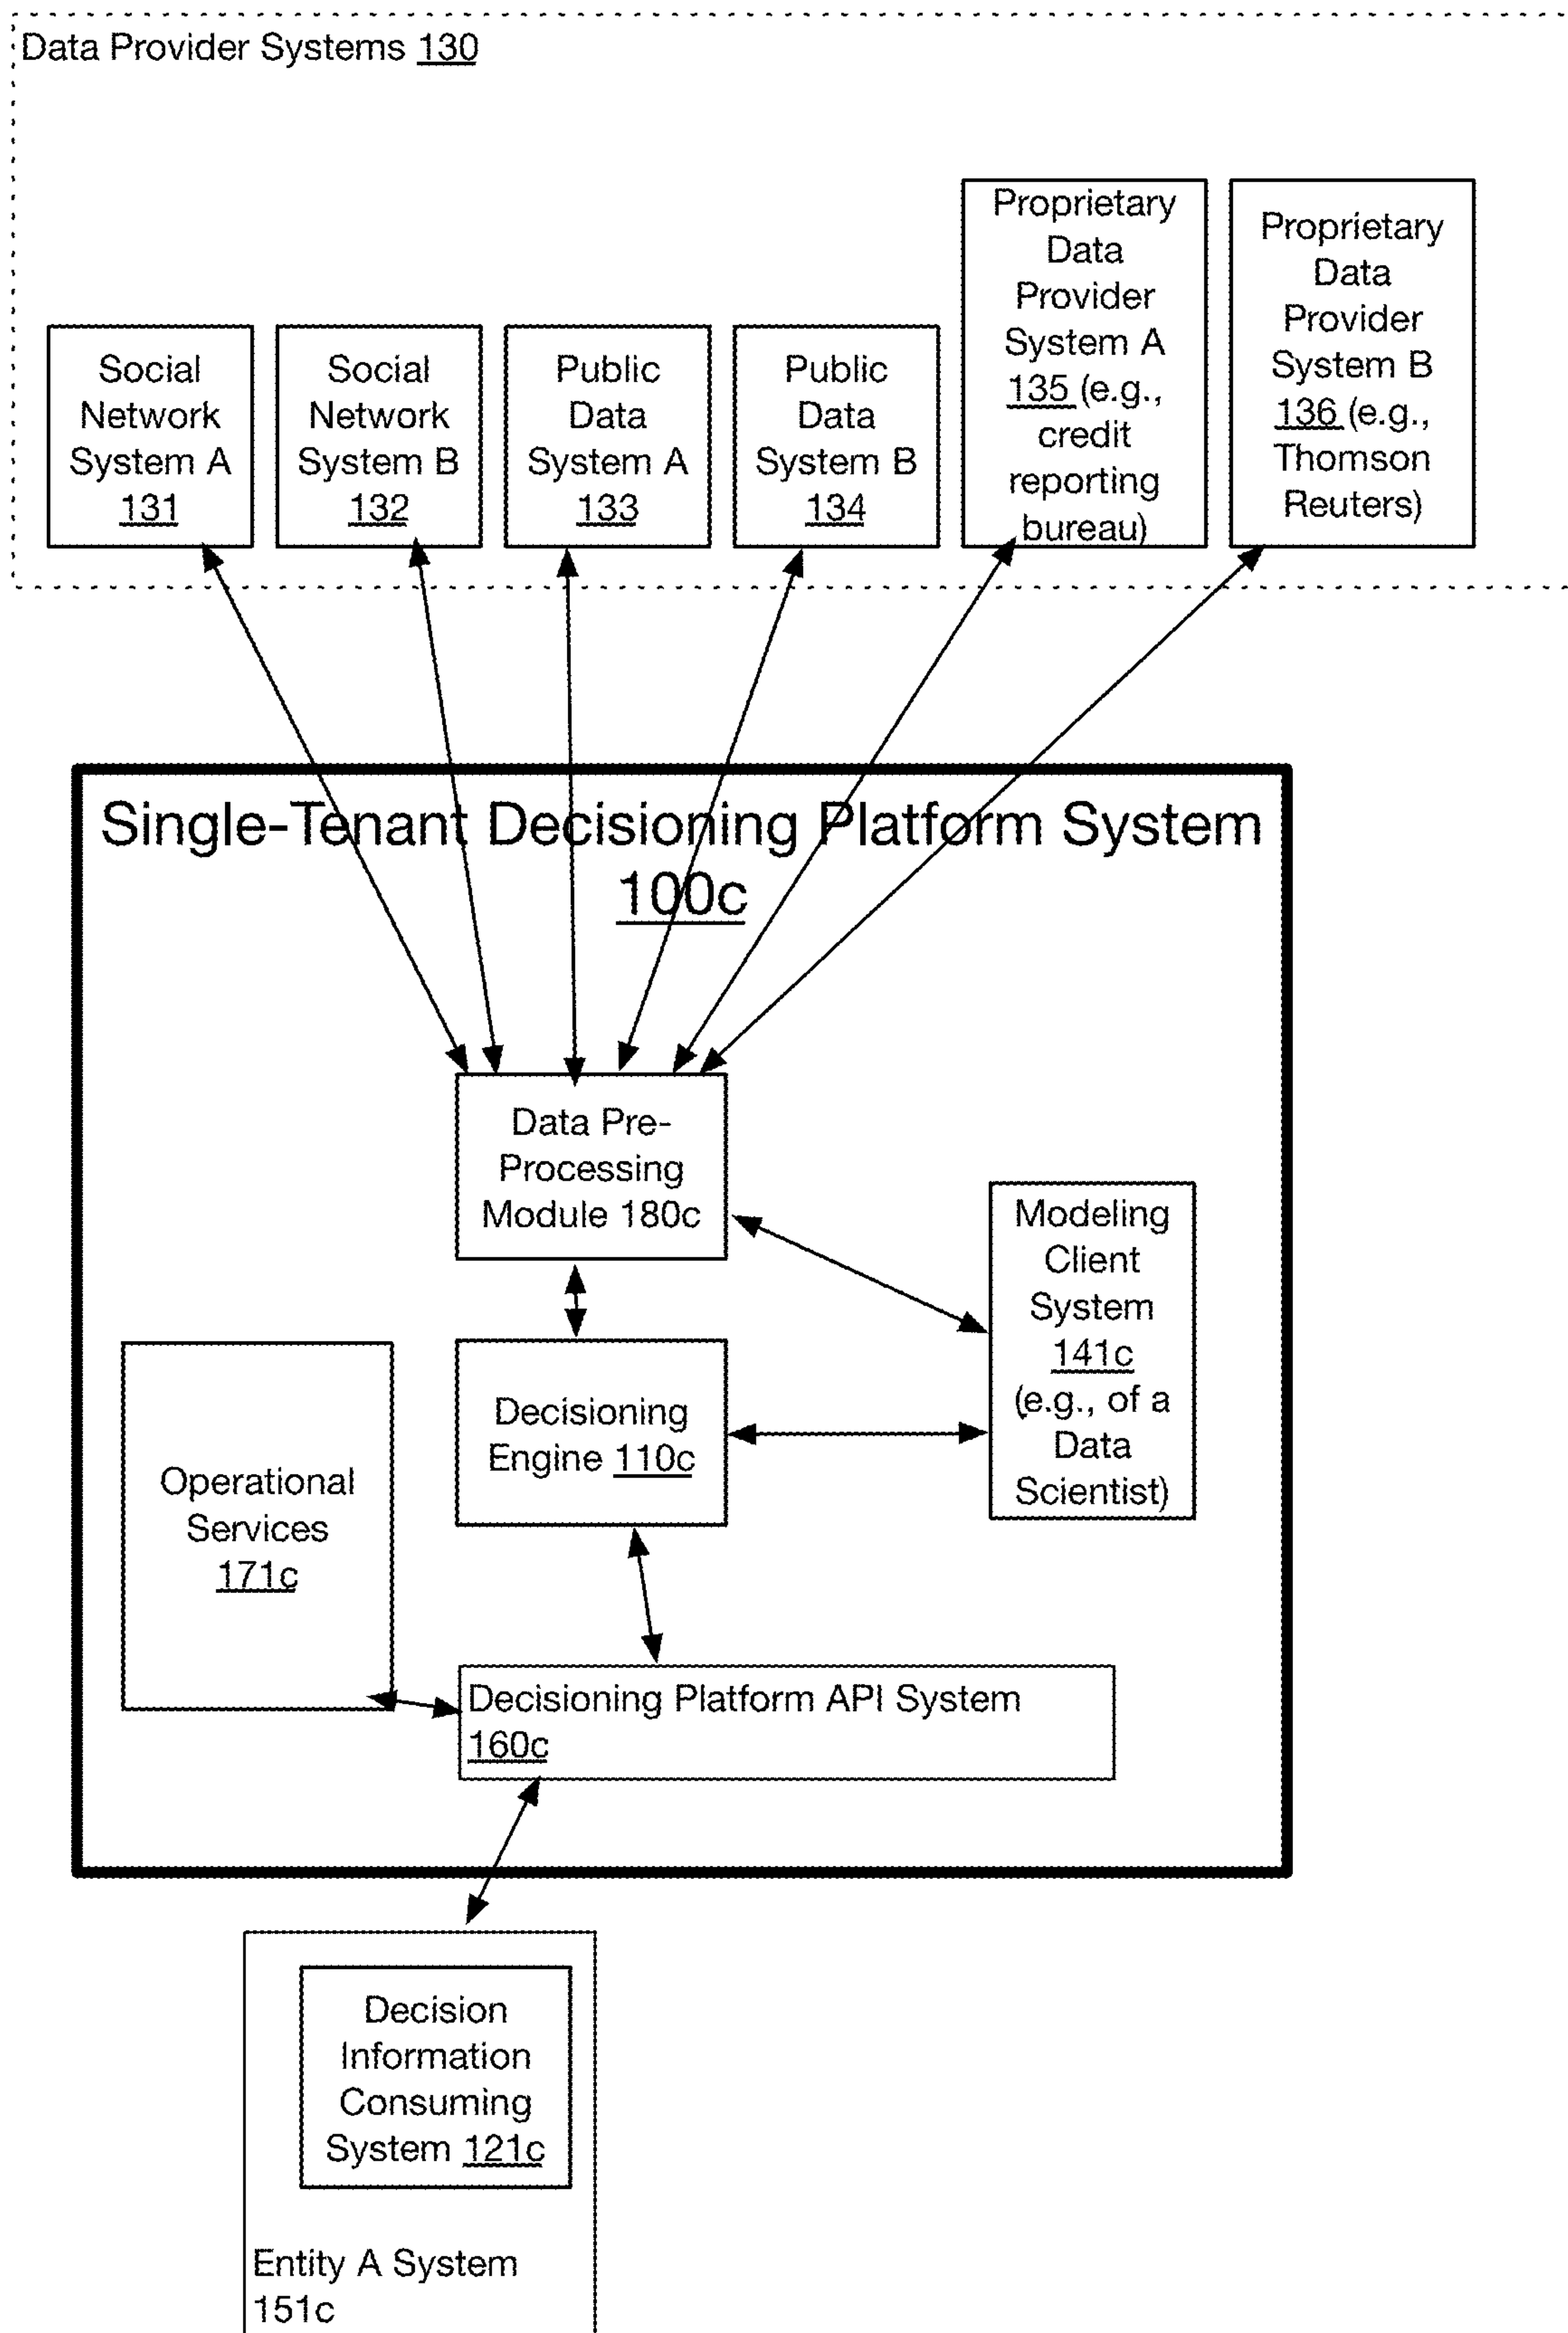 Data Provider Systems 130
Social
Network
System A
131
Social
Network
System B
132
Public
Data
System A
133
Public
Data
System B
134
Proprietary
Data
Provider
System A
135 (e.g.,
credit
reporting
bureau)
Proprietary
Data
Provider
System B
136 (e.g.,
Thomson
Reuters)
Single-Tenant Decisioning Platform System
100c
Data Pre-
Processing
Module 180c
Modeling
Client
System
141c
(e.g., of a
Data
Scientist)
Decisioning
Engine 110c
Operational
Services
171c
Decisioning Platform API System
160c
Decision
Information
Consuming
System 121c
Entity A System
151c